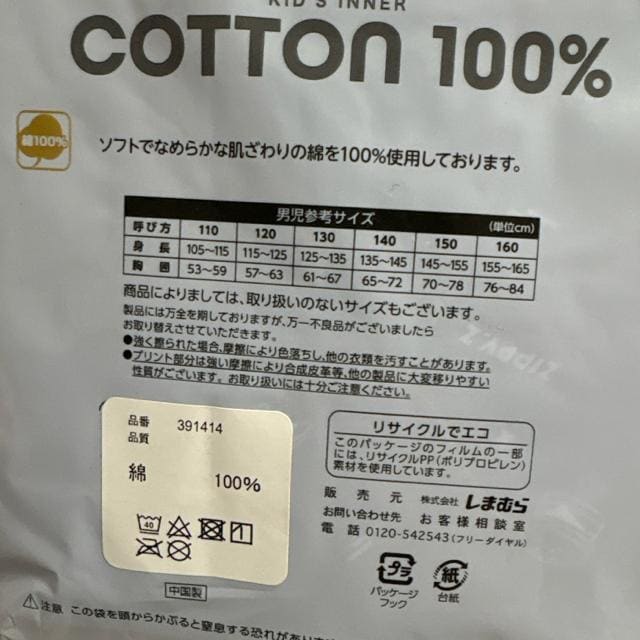 KID'S INNER
COTTON 100%
綿100%
ソフトでなめらかな肌ざわりの綿を100%使用しております。
男児参考サイズ (単位cm)
呼び方 110 120 130 140 150 160
身長 105〜115 115〜125 125〜135 135〜145 145〜155 155〜165
胸囲 53〜59 57〜63 61〜67 65〜72 70〜78 76〜84
商品によりましては、取り扱いのないサイズもございます。
製品には万全を期しておりますが、万一不良品がございましたら
お取り替えさせていただきます。
●強く擦られた場合、摩擦により色落ちし、他の衣類を汚すことがあります。
●プリント部分は強い摩擦により合成皮革等、他の製品に大変移りやすい
性質がございます。お取り扱いには十分ご注意ください。
ZIPPYZ
品番 391414
品質
綿 100%
40
中国製
リサイクルでエコ
このパッケージのフィルムの一部
には、リサイクルPP(ポリプロピレン)
素材を使用しています。
販売元 株式会社しまむら
お問い合わせ先 お客様相談室
電話 0120-542543(フリーダイヤル)
プラ
パッケージ
フック
紙
台紙
⚠注意 この袋を頭からかぶると窒息する恐れがあります